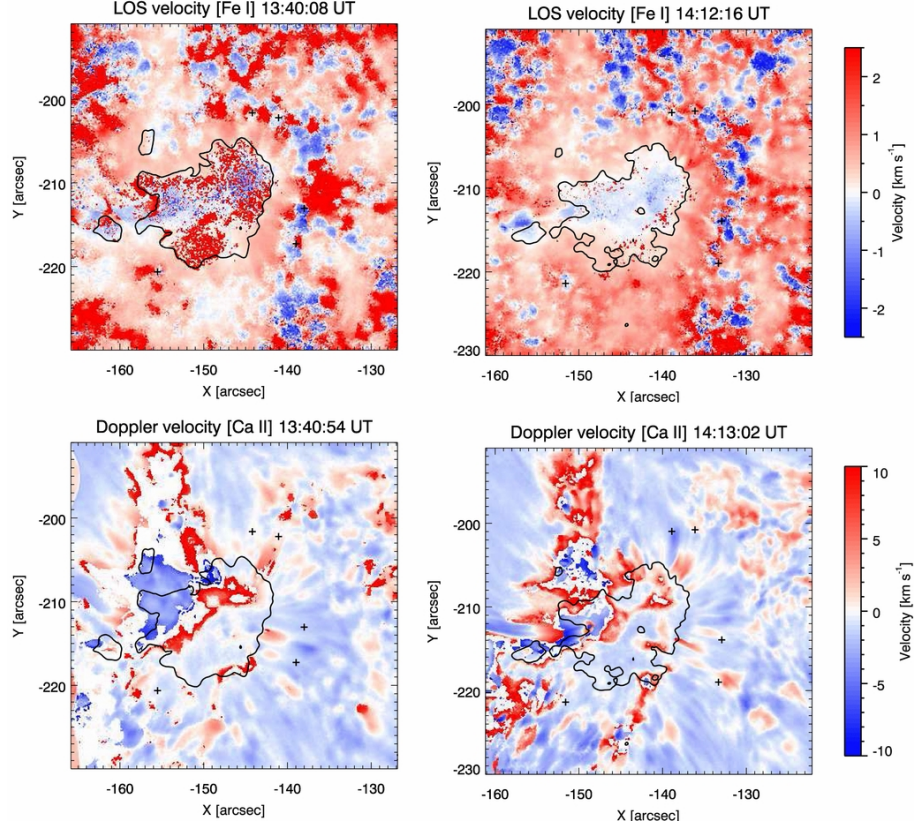 LOS velocity [Fe I] 13:40:08 UT
-200
-210
-220
Y [arcsec]
-160
-150
-140
-130
X [arcsec]
LOS velocity [Fe I] 14:12:16 UT
-200
-210
-220
-230
Y [arcsec]
-160
-150
-140
-130
X [arcsec]
2
1
0
-1
-2
Velocity [km s⁻¹]
Doppler velocity [Ca II] 13:40:54 UT
-200
-210
-220
Y [arcsec]
-160
-150
-140
-130
X [arcsec]
Doppler velocity [Ca II] 14:13:02 UT
-200
-210
-220
-230
Y [arcsec]
-160
-150
-140
-130
X [arcsec]
10
5
0
-5
-10
Velocity [km s⁻¹]